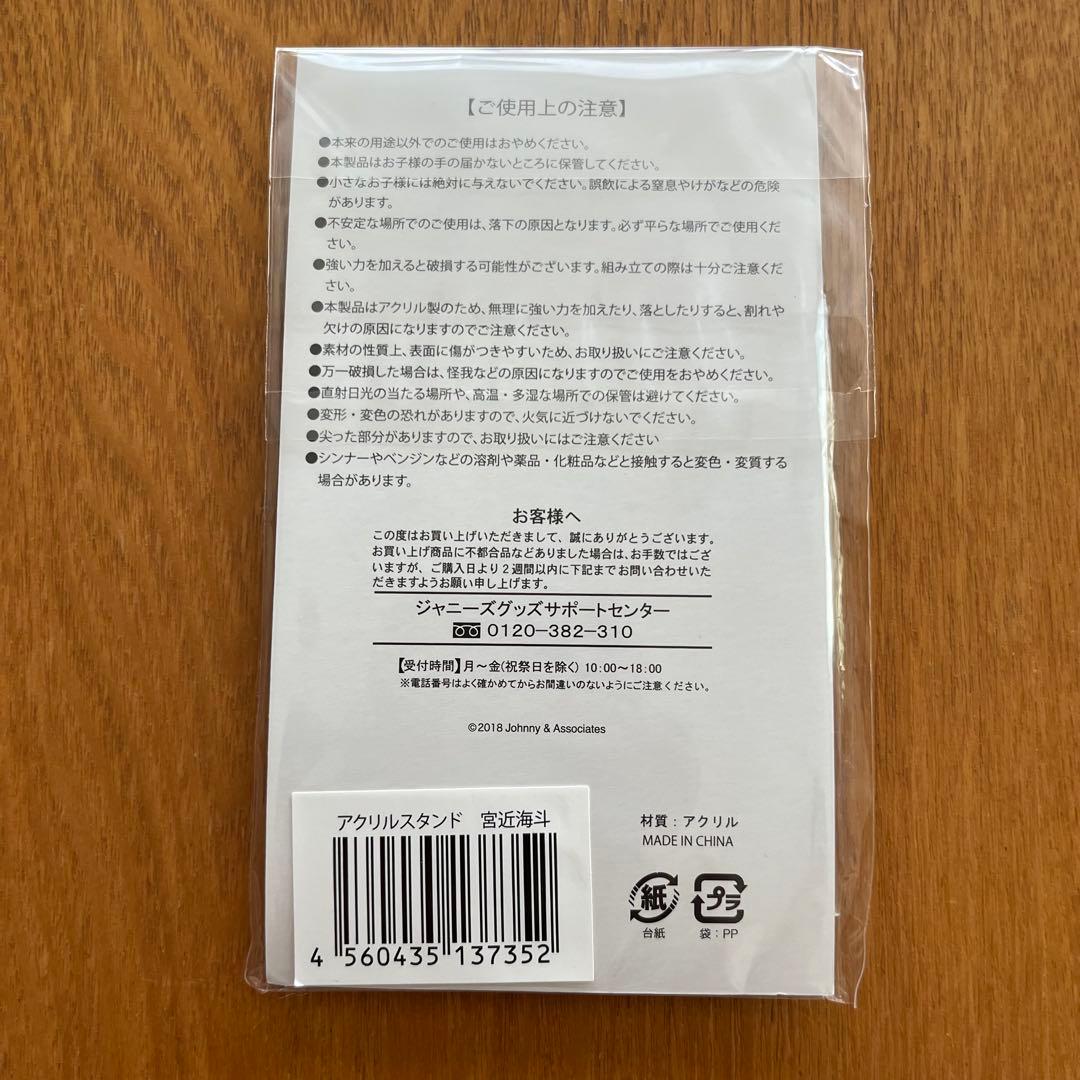 【ご使用上の注意】
●本来の用途以外でのご使用はおやめください。
●本製品はお子様の手の届かないところに保管してください。
●小さなお子様には絶対に与えないでください。誤飲による窒息やけがなどの危険
があります。
●不安定な場所でのご使用は、落下の原因となります。必ず平らな場所でご使用くだ
さい。
●強い力を加えると破損する可能性がございます。組み立ての際は十分ご注意くだ
さい。
●本製品はアクリル製のため、無理に強い力を加えたり、落としたりすると、割れや
欠けの原因になりますのでご注意ください。
●素材の性質上、表面に傷がつきやすいため、お取り扱いにご注意ください。
●万一破損した場合は、怪我などの原因になりますのでご使用をおやめください。
●直射日光の当たる場所や、高温・多湿な場所での保管は避けてください。
●変形・変色の恐れがありますので、火気に近づけないでください。
●尖った部分がありますので、お取り扱いにはご注意ください
●シンナーやベンジンなどの溶剤や薬品・化粧品などと接触すると変色・変質する
場合があります。
お客様へ
この度はお買い上げいただきまして、誠にありがとうございます。
お買い上げ商品に不都合品などありました場合は、お手数ではござ
いますが、ご購入日より2週間以内に下記までお問い合わせいた
だきますようお願い申し上げます。
ジャニーズグッズサポートセンター
0120-382-310
【受付時間】月〜金(祝祭日を除く) 10:00〜18:00
※電話番号はよく確かめてからお間違いのないようにご注意ください。
©2018 Johnny & Associates
アクリルスタンド 宮近海斗
4 560435 137352
材質：アクリル
MADE IN CHINA
紙
台紙
プラ
袋：PP